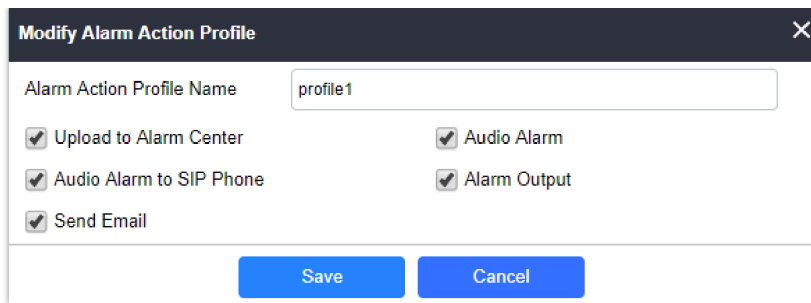 Modify Alarm Action Profile
Alarm Action Profile Name profile1
Upload to Alarm Center Audio Alarm
Audio Alarm to SIP Phone Alarm Output
Send Email
Save Cancel